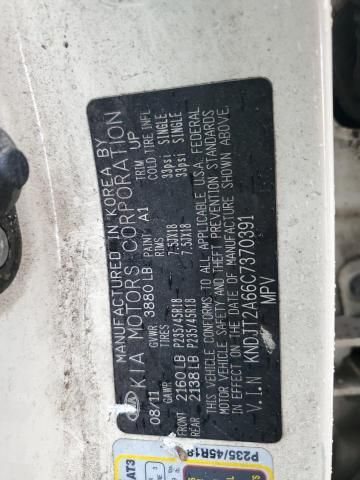 MANUFACTURED IN KOREA BY
KIA MOTORS CORPORATION
08/11 GVWR 3880 LB PAINT A1 TRIM UP
GAWR TIRES RIMS COLD TIRE INFL
FRONT 2160 LB P235/45R18 7.5JX18 33psi SINGLE
REAR 2138 LB P235/45R18 7.5JX18 33psi SINGLE
THIS VEHICLE CONFORMS TO ALL APPLICABLE U.S.A. FEDERAL
MOTOR VEHICLE SAFETY AND THEFT PREVENTION STANDARDS
IN EFFECT ON THE DATE OF MANUFACTURE SHOWN ABOVE.
V.I.N KNDJT2A66C7370391
MPV
P235/45R18
AT3